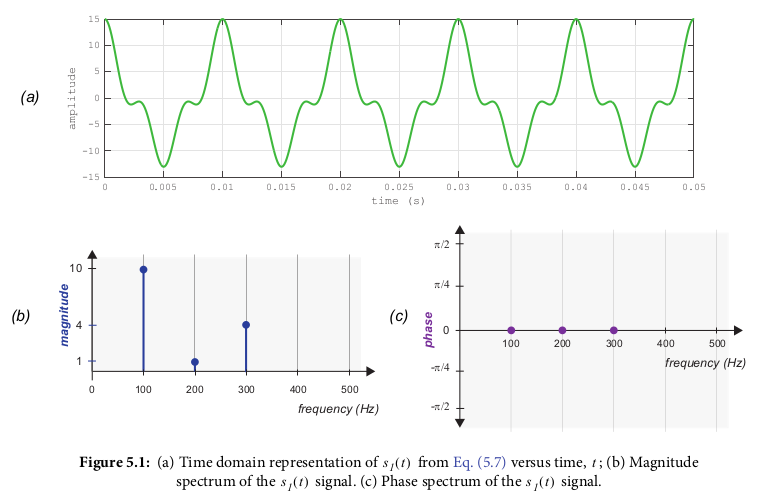 (a)
amplitude
15
10
5
0
-5
-10
-15
0 0.005 0.01 0.015 0.02 0.025 0.03 0.035 0.04 0.045 0.05
time (s)
(b)
magnitude
10
4
1
0 100 200 300 400 500
frequency (Hz)
(c)
phase
π/2
π/4
0
-π/4
-π/2
100 200 300 400 500
frequency (Hz)
Figure 5.1: (a) Time domain representation of s₁(t) from Eq. (5.7) versus time, t; (b) Magnitude
spectrum of the s₁(t) signal. (c) Phase spectrum of the s₁(t) signal.